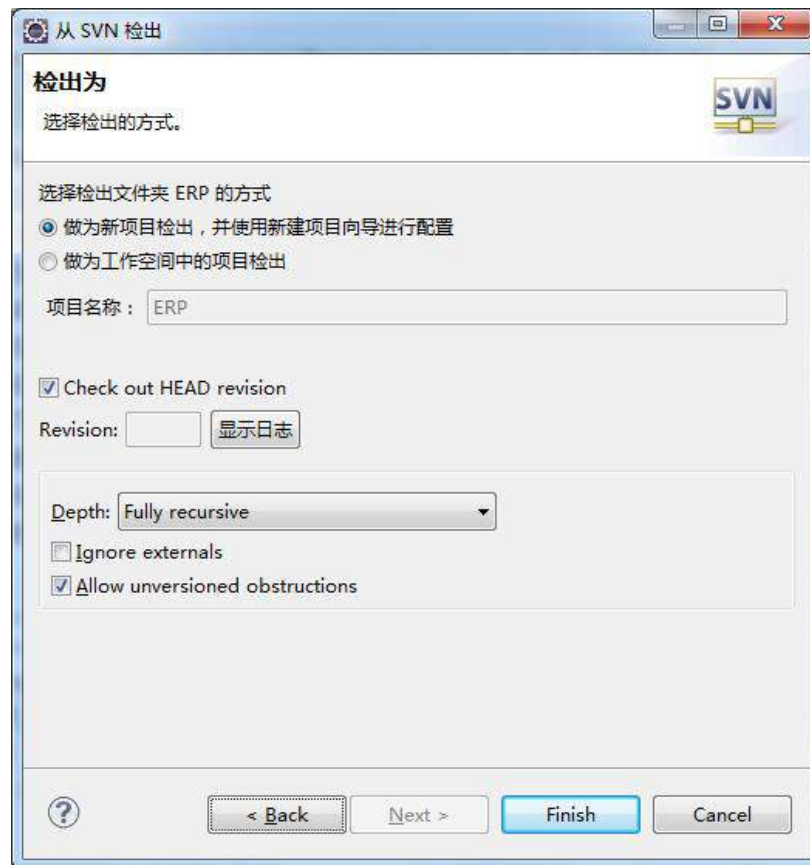 从 SVN 检出
检出为
选择检出的方式。
SVN
选择检出文件夹 ERP 的方式
做为新项目检出，并使用新建项目向导进行配置
做为工作空间中的项目检出
项目名称： ERP
Check out HEAD revision
Revision: 显示日志
Depth: Fully recursive
Ignore externals
Allow unversioned obstructions
? < Back Next > Finish Cancel